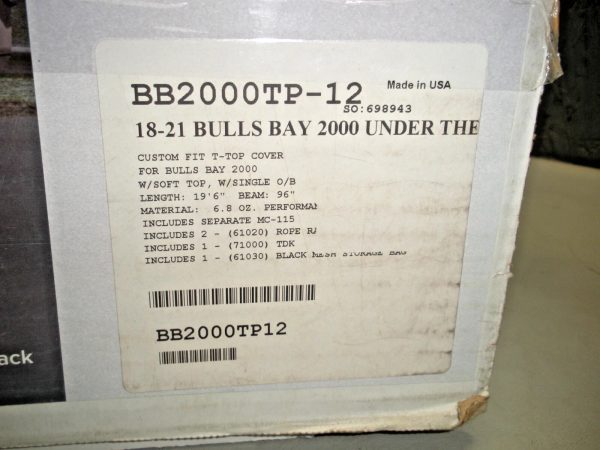 BB2000TP-12
Made in USA
SO:698943
18-21 BULLS BAY 2000 UNDER THE
CUSTOM FIT T-TOP COVER
FOR BULLS BAY 2000
W/SOFT TOP, W/SINGLE O/B
LENGTH: 19'6" BEAM: 96"
MATERIAL: 6.8 OZ.
INCLUDES SEPARATE MC-115
INCLUDES 2 - (61020) ROPE
INCLUDES 1 - (71000) TDK
INCLUDES 1 - (61030) BLACK MESH STORAGE BAG
BB2000TP12
ack